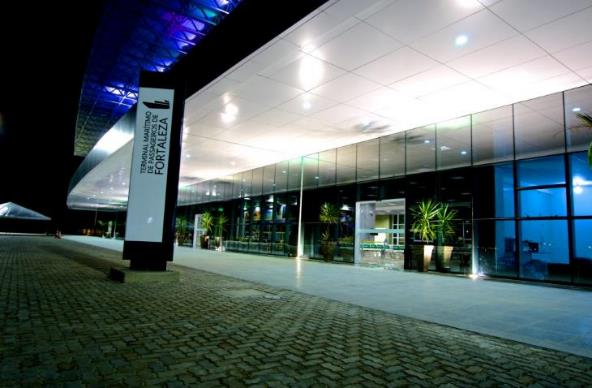 TERMINAL MARÍTIMO
DE PASSAGEIROS DE
FORTALEZA